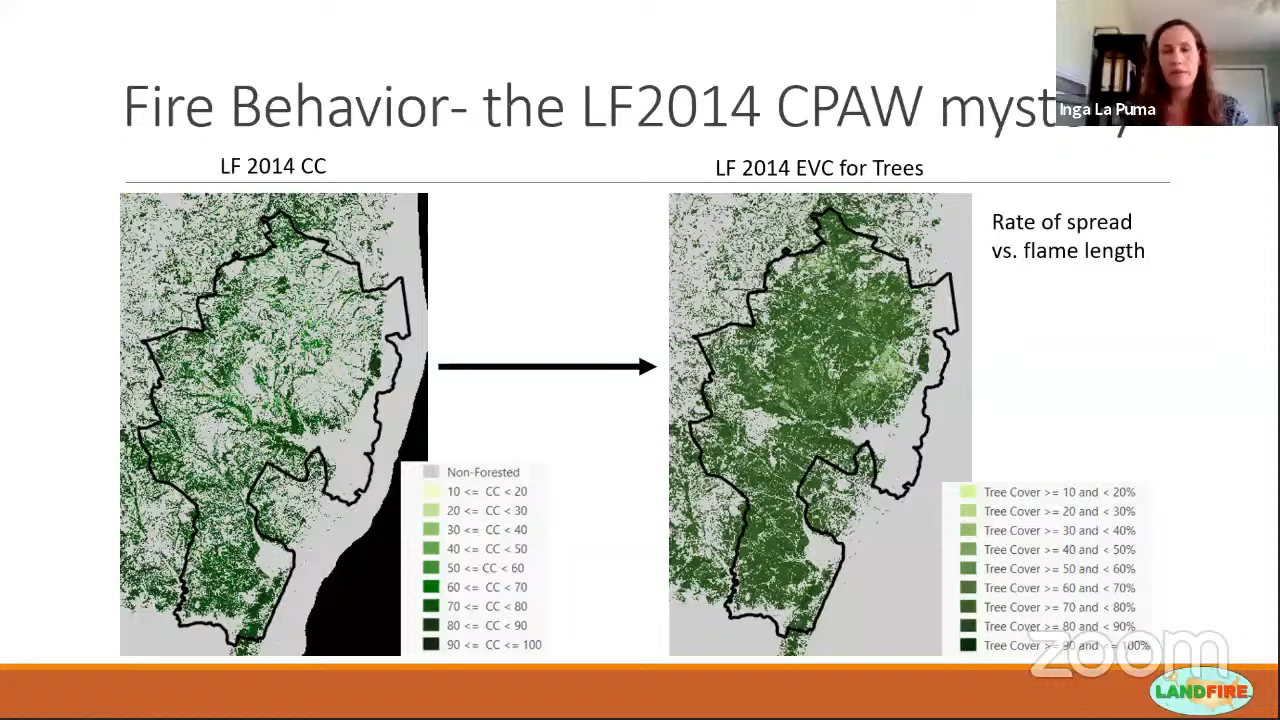 Fire Behavior- the LF2014 CPAW mystery
Inga La Puma
LF 2014 CC
LF 2014 EVC for Trees
Rate of spread
vs. flame length
Non-Forested
10 <= CC < 20
20 <= CC < 30
30 <= CC < 40
40 <= CC < 50
50 <= CC < 60
60 <= CC < 70
70 <= CC < 80
80 <= CC < 90
90 <= CC <= 100
Tree Cover >= 10 and < 20%
Tree Cover >= 20 and < 30%
Tree Cover >= 30 and < 40%
Tree Cover >= 40 and < 50%
Tree Cover >= 50 and < 60%
Tree Cover >= 60 and < 70%
Tree Cover >= 70 and < 80%
Tree Cover >= 80 and < 90%
Tree Cover >= 90 and <= 100%
zoom
LANDFIRE